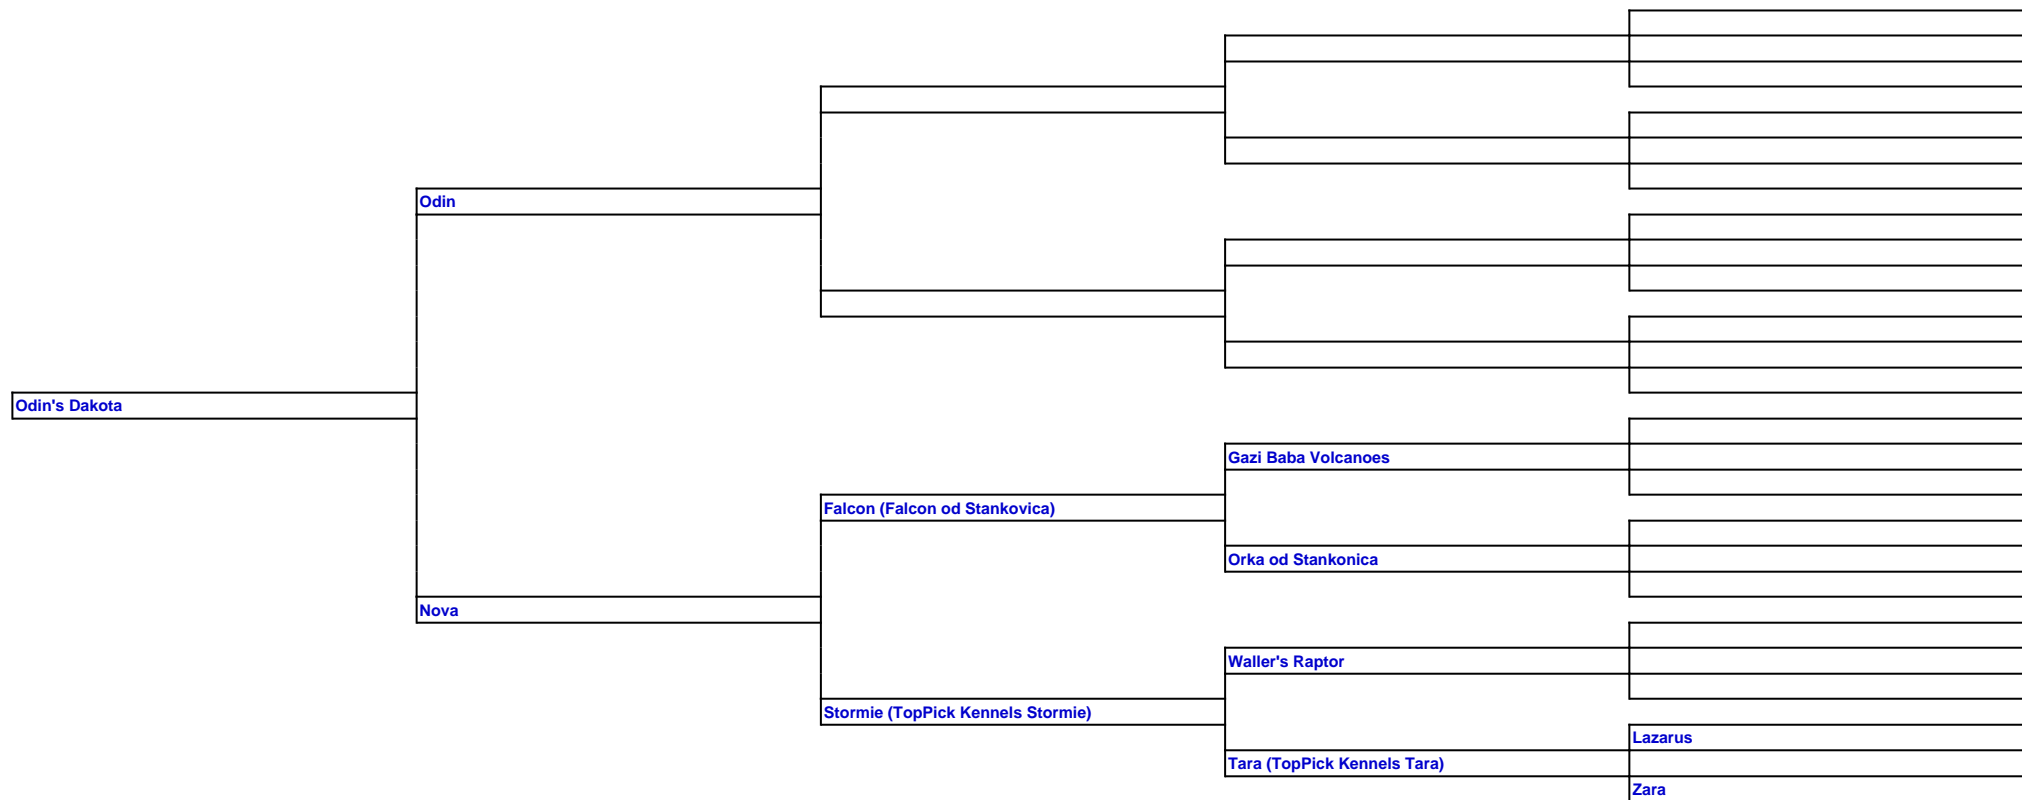 Odin
Odin's Dakota
Gazi Baba Volcanoes
Falcon (Falcon od Stankovica)
Orka od Stankonica
Nova
Waller's Raptor
Stormie (TopPick Kennels Stormie)
Lazarus
Tara (TopPick Kennels Tara)
Zara